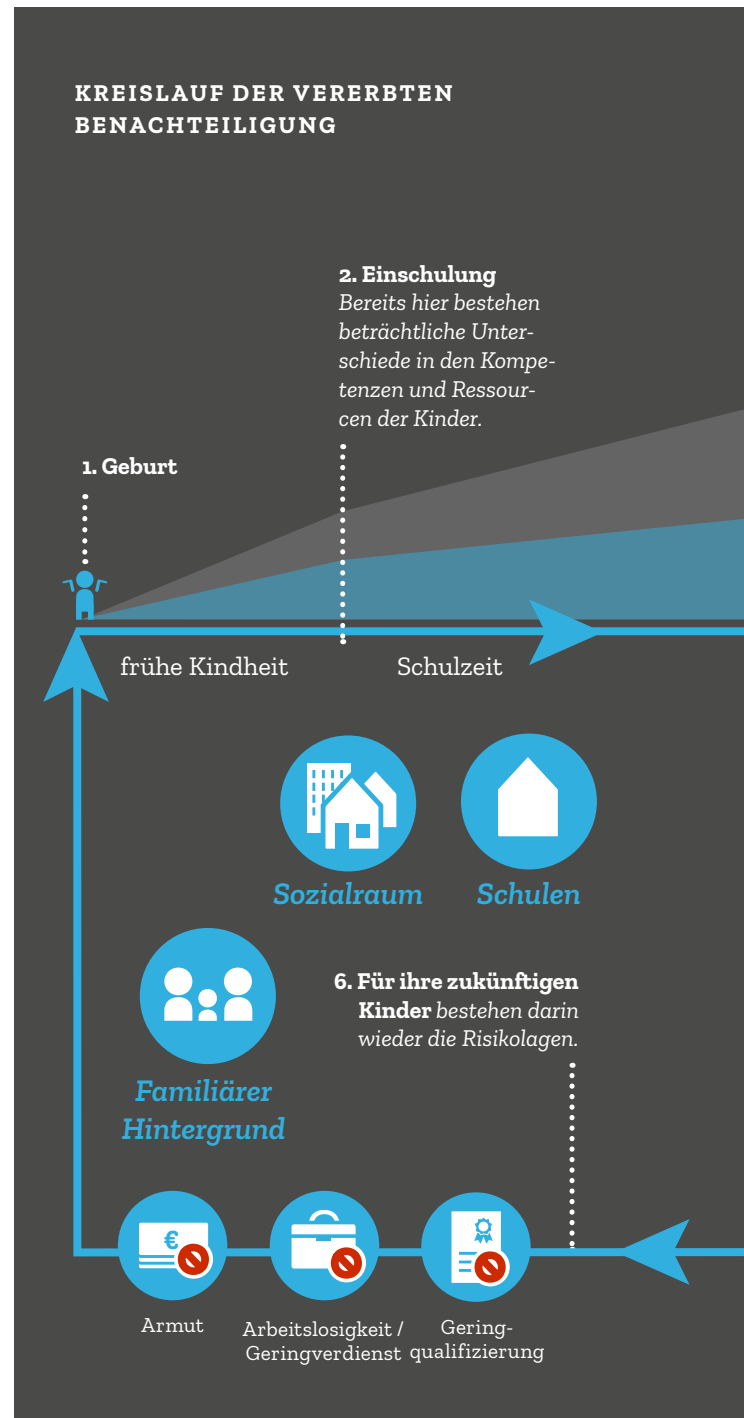 KREISLAUF DER VERERBTEN
BENACHTEILIGUNG
2. Einschulung
Bereits hier bestehen
beträchtliche Unter-
schiede in den Kompe-
tenzen und Ressour-
cen der Kinder.
1. Geburt
frühe Kindheit
Schulzeit
Sozialraum
Schulen
6. Für ihre zukünftigen
Kinder bestehen darin
wieder die Risikolagen.
Familiärer
Hintergrund
€
Armut
Arbeitslosigkeit /
Geringverdienst
Gering-
qualifizierung